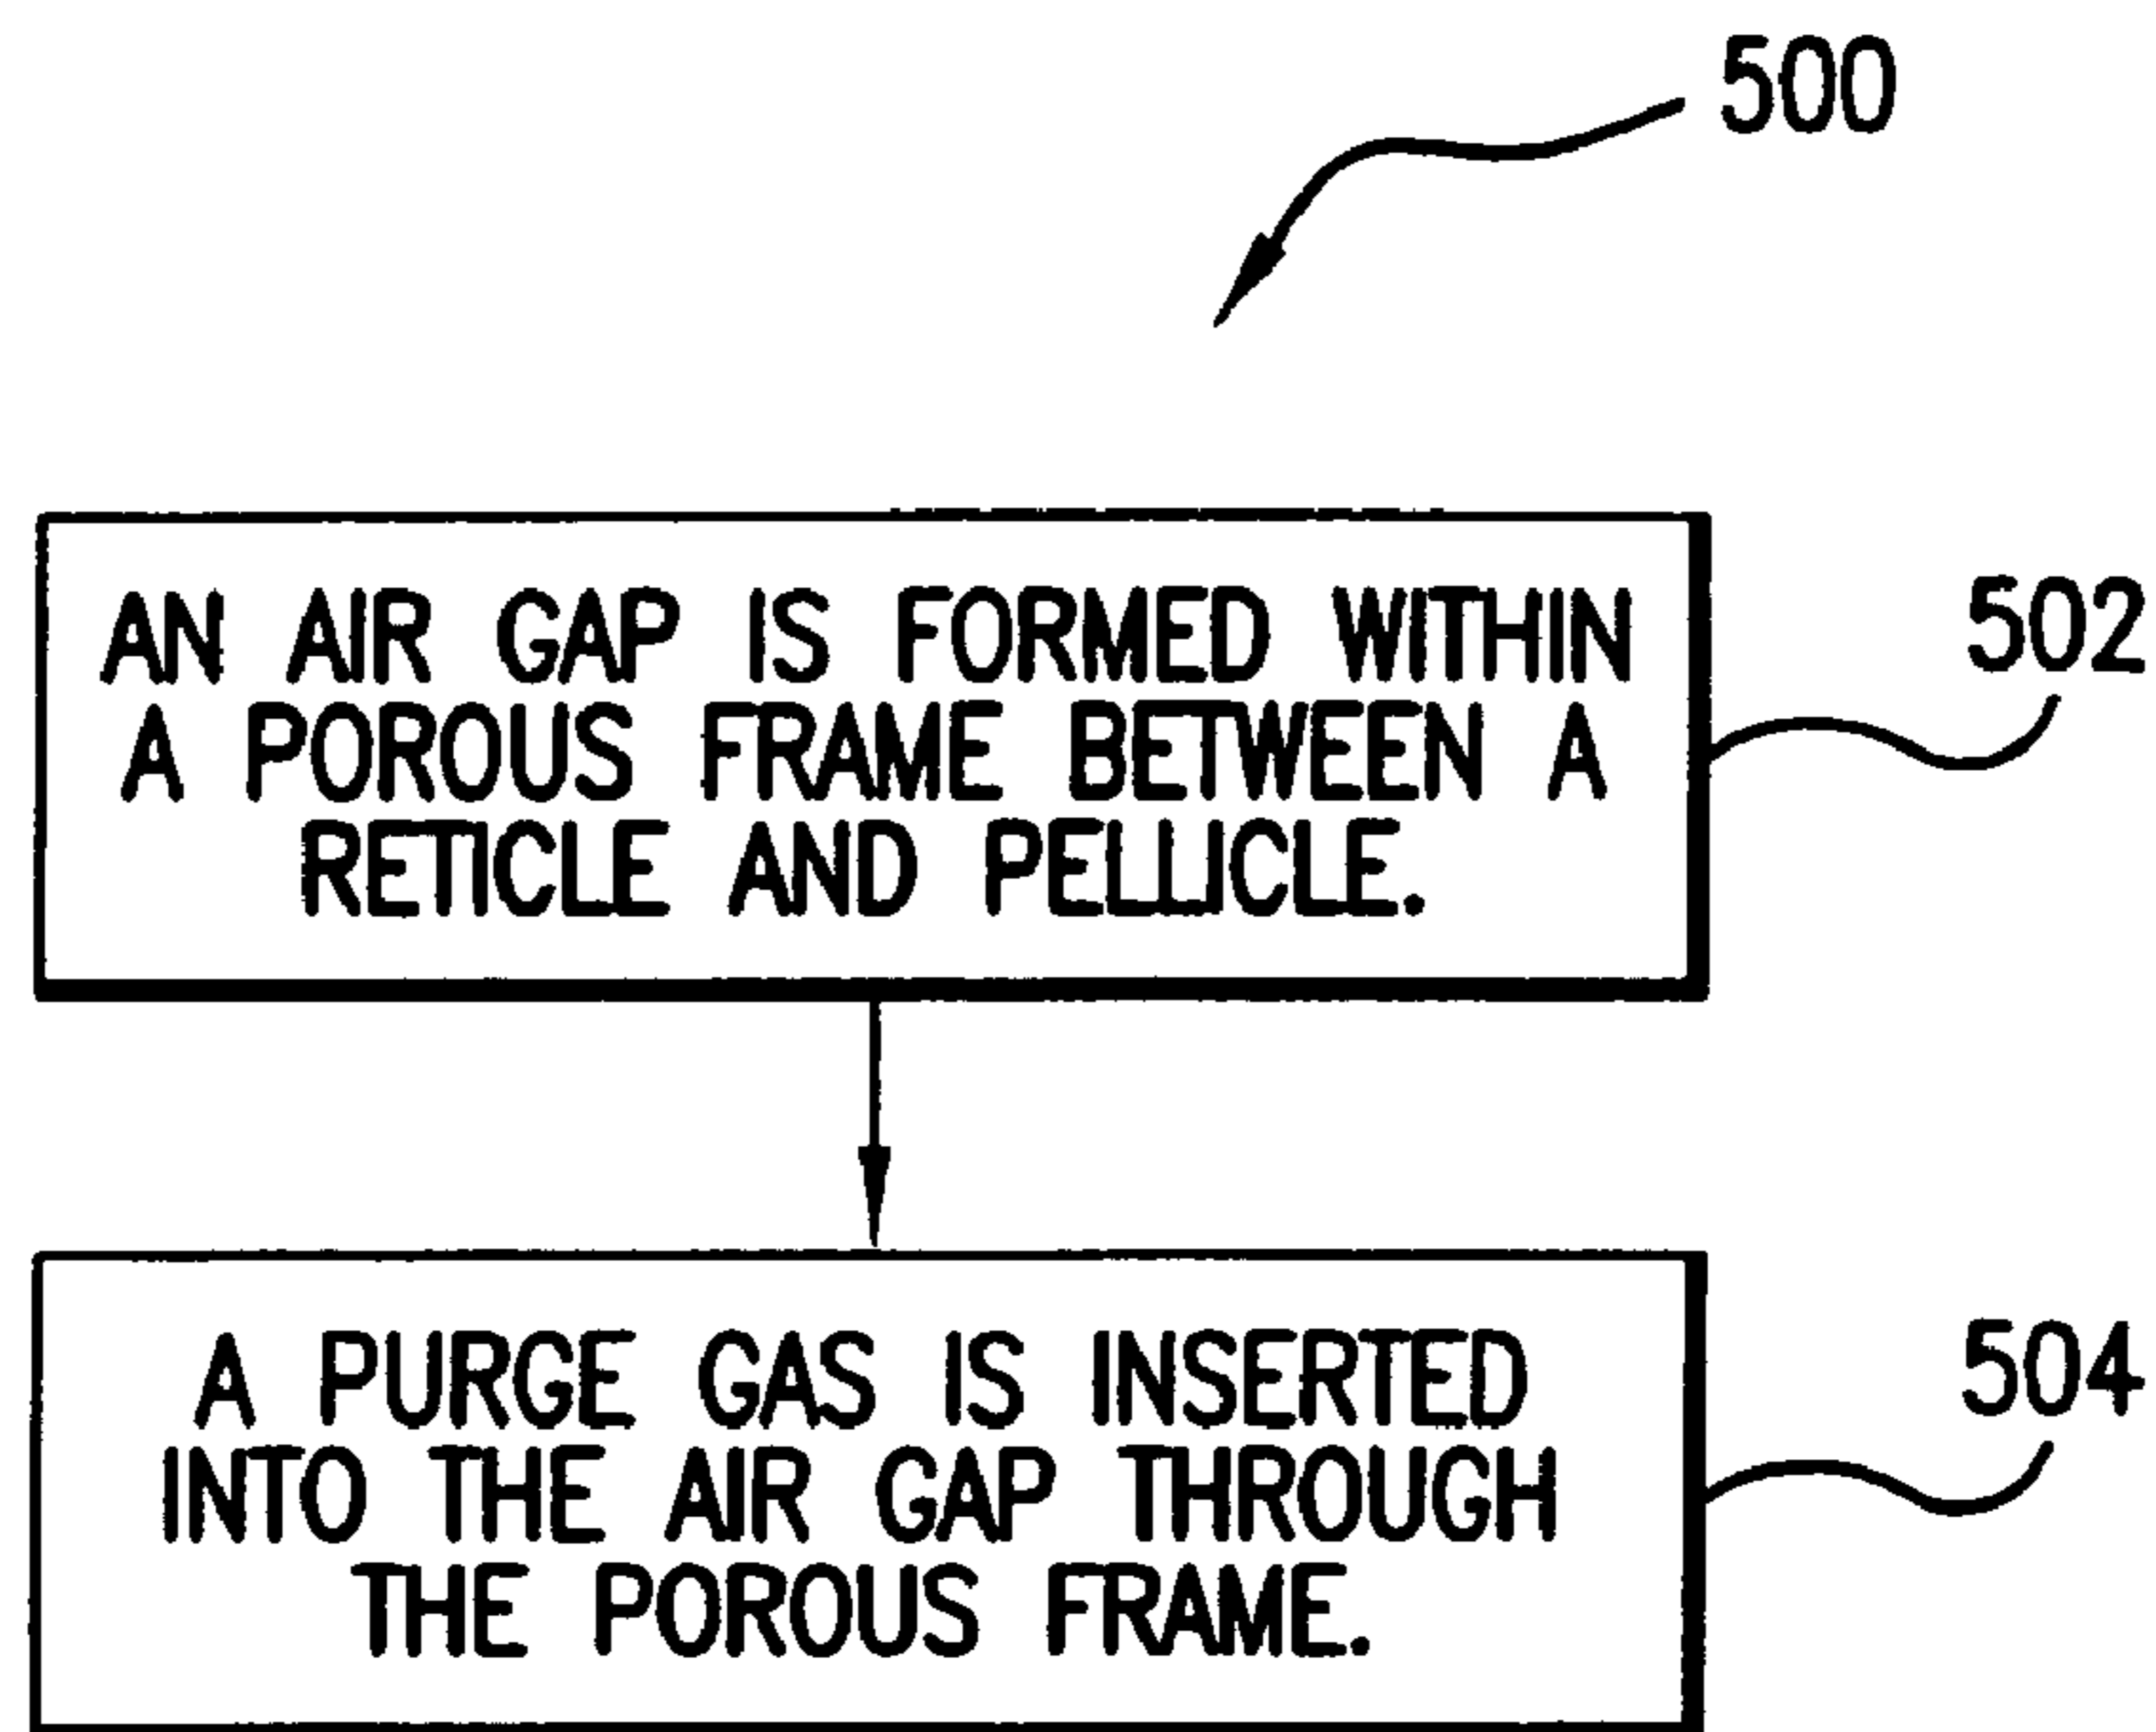 500
AN AIR GAP IS FORMED WITHIN
A POROUS FRAME BETWEEN A
RETICLE AND PELLICLE.
502
A PURGE GAS IS INSERTED
INTO THE AIR GAP THROUGH
THE POROUS FRAME.
504